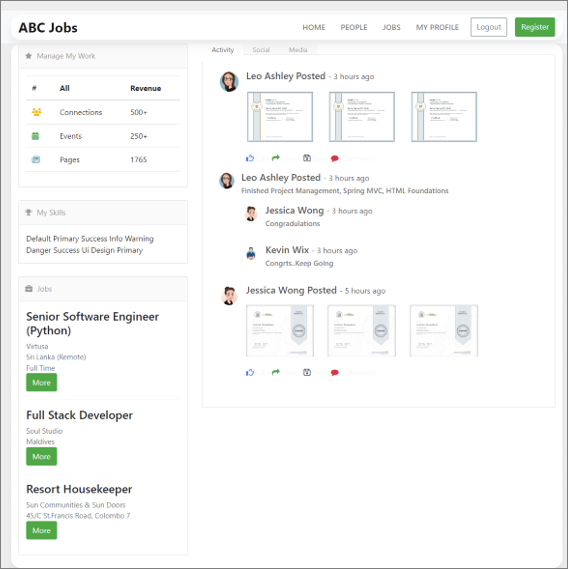 ABC Jobs
HOME PEOPLE JOBS MY PROFILE Logout Register
Manage My Work
# All Revenue
Connections 500+
Events 250+
Pages 1765
My Skills
Default Primary Success Info Warning
Danger Success Ui Design Primary
Jobs
Senior Software Engineer
(Python)
Virtusa
Sri Lanka (Remote)
Full Time
More
Full Stack Developer
Soul Studio
Maldives
More
Resort Housekeeper
Sun Communities & Sun Doors
45/C St.Francis Road, Colombo 7
More
Activity Social Media
Leo Ashley Posted - 3 hours ago
Leo Ashley Posted - 3 hours ago
Finished Project Management, Spring MVC, HTML Foundations
Jessica Wong - 3 hours ago
Congradulations
Kevin Wix - 3 hours ago
Congrts..Keep Going
Jessica Wong Posted - 5 hours ago